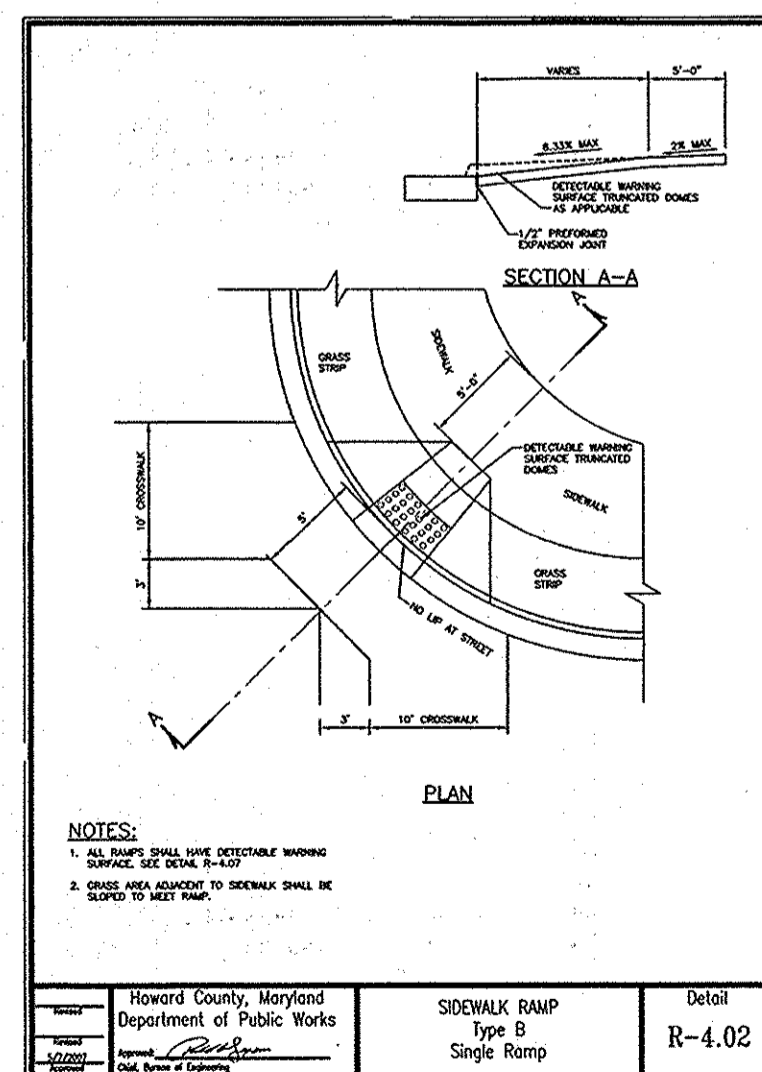 VARIES
5'-0"
8.33% MAX
2% MAX
DETECTABLE WARNING
SURFACE TRUNCATED DOMES
AS APPLICABLE
1/2" PREFORMED
EXPANSION JOINT
SECTION A-A
A
GRASS
STRIP
SIDEWALK
5'-0"
DETECTABLE WARNING
SURFACE TRUNCATED
DOMES
SIDEWALK
10' CROSSWALK
5'
3'
GRASS
STRIP
NO LIP AT STREET
A
3'
10' CROSSWALK
PLAN
NOTES:
1. ALL RAMPS SHALL HAVE DETECTABLE WARNING
SURFACE. SEE DETAIL R-4.07
2. GRASS AREA ADJACENT TO SIDEWALK SHALL BE
SLOPED TO MEET RAMP.
Revised
Revised
Approved
Howard County, Maryland
Department of Public Works
Approved:
Chief, Bureau of Engineering
SIDEWALK RAMP
Type B
Single Ramp
Detail
R-4.02